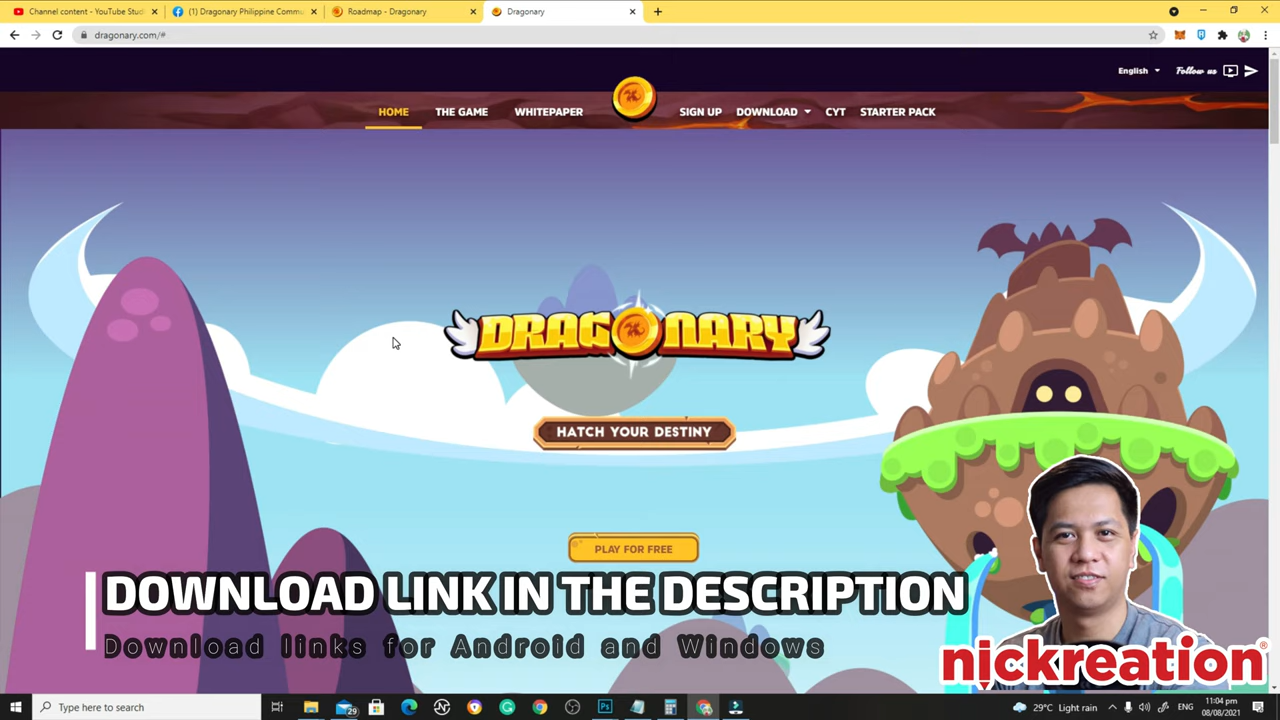 Channel content - YouTube Stud
(1) Dragonary Philippine Commu
Roadmap - Dragonary
Dragonary
dragonary.com/#
English
Follow us
HOME
THE GAME
WHITEPAPER
SIGN UP
DOWNLOAD
CYT
STARTER PACK
DRAGONARY
HATCH YOUR DESTINY
PLAY FOR FREE
DOWNLOAD LINK IN THE DESCRIPTION
Download links for Android and Windows
nickreation®
Type here to search
29
Ps
29°C Light rain
ENG
11:04 pm
08/08/2021